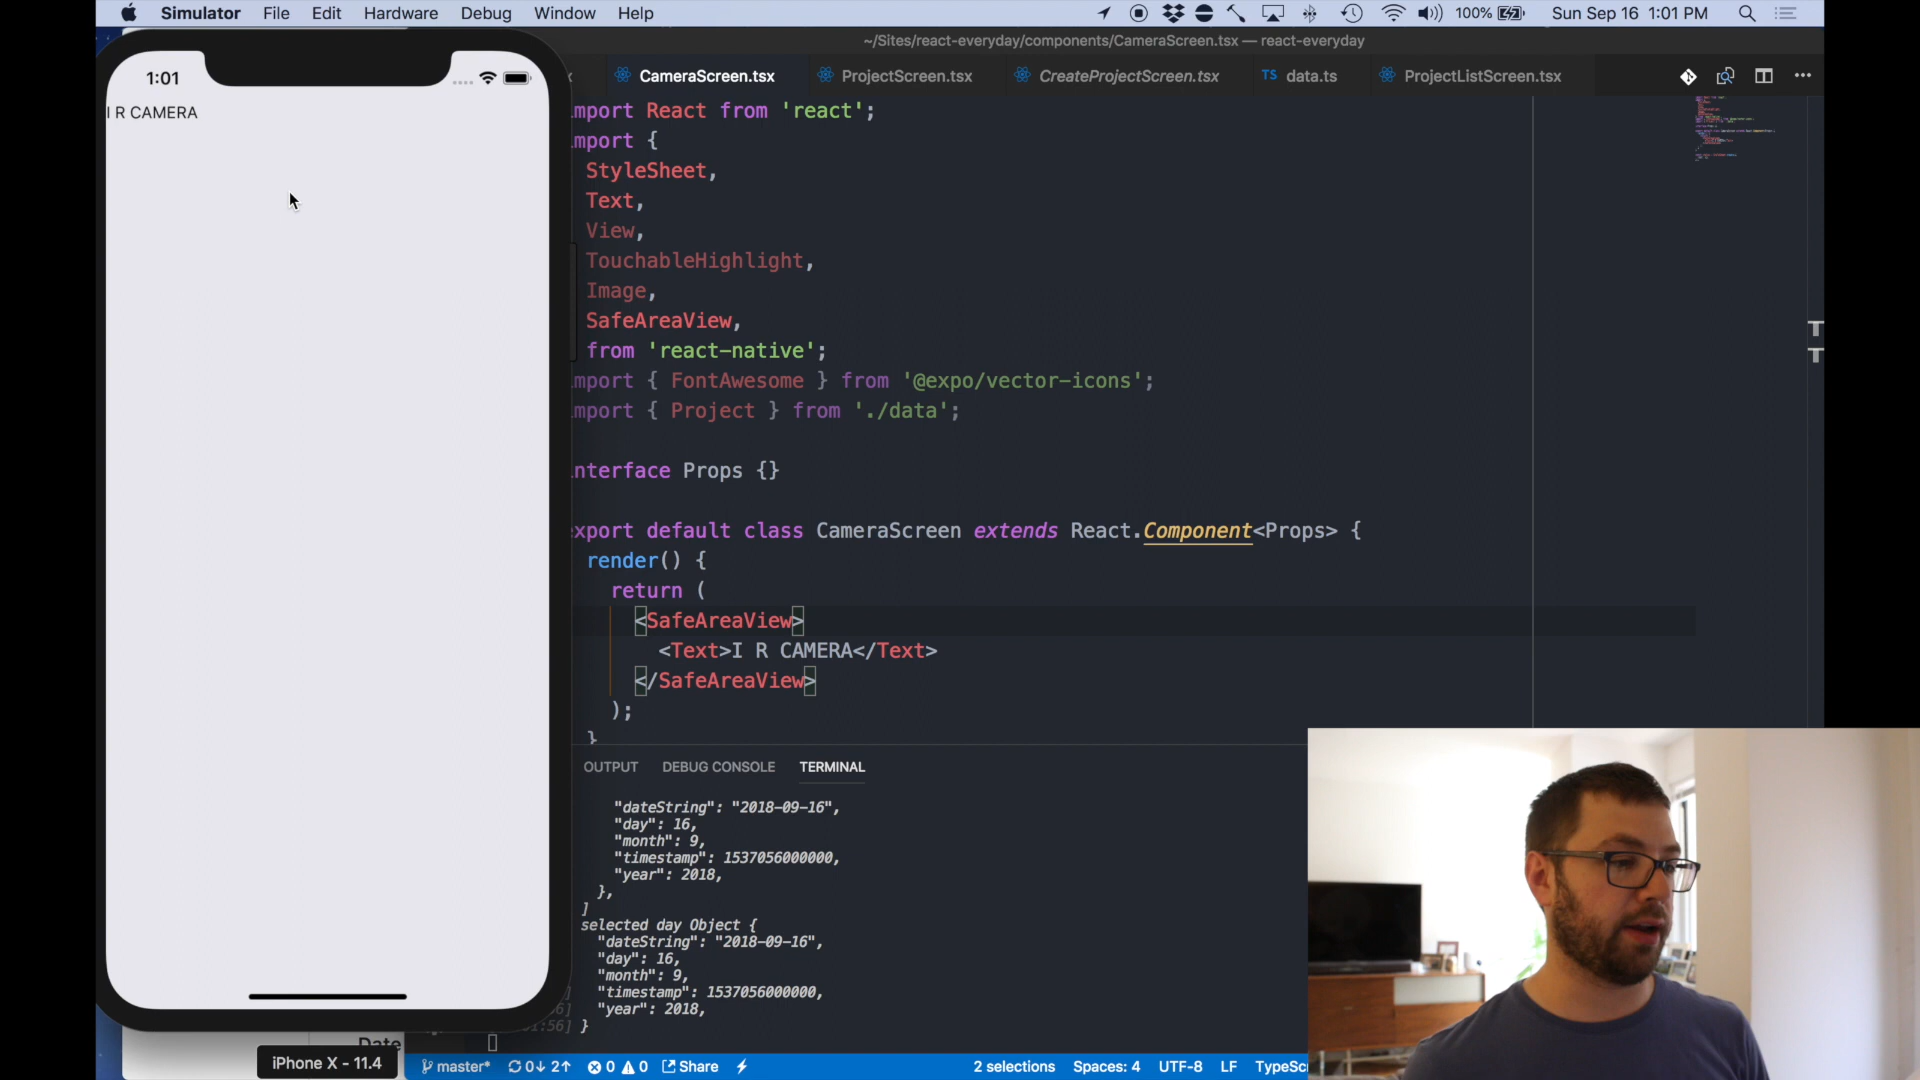 Simulator File Edit Hardware Debug Window Help 100% Sun Sep 16 1:01 PM
~/Sites/react-everyday/components/CameraScreen.tsx — react-everyday
CameraScreen.tsx ProjectScreen.tsx CreateProjectScreen.tsx TS data.ts ProjectListScreen.tsx
1:01
I R CAMERA
mport React from 'react';
mport {
StyleSheet,
Text,
View,
TouchableHighlight,
Image,
SafeAreaView,
from 'react-native';
mport { FontAwesome } from '@expo/vector-icons';
mport { Project } from './data';
nterface Props {}
export default class CameraScreen extends React.Component<Props> {
render() {
return (
<SafeAreaView>
<Text>I R CAMERA</Text>
</SafeAreaView>
);
}
OUTPUT DEBUG CONSOLE TERMINAL
"dateString": "2018-09-16",
"day": 16,
"month": 9,
"timestamp": 1537056000000,
"year": 2018,
},
]
selected day Object {
"dateString": "2018-09-16",
"day": 16,
"month": 9,
"timestamp": 1537056000000,
"year": 2018,
}
Date
iPhone X - 11.4
master* 0↓ 2↑ 0 0 Share 2 selections Spaces: 4 UTF-8 LF TypeSc